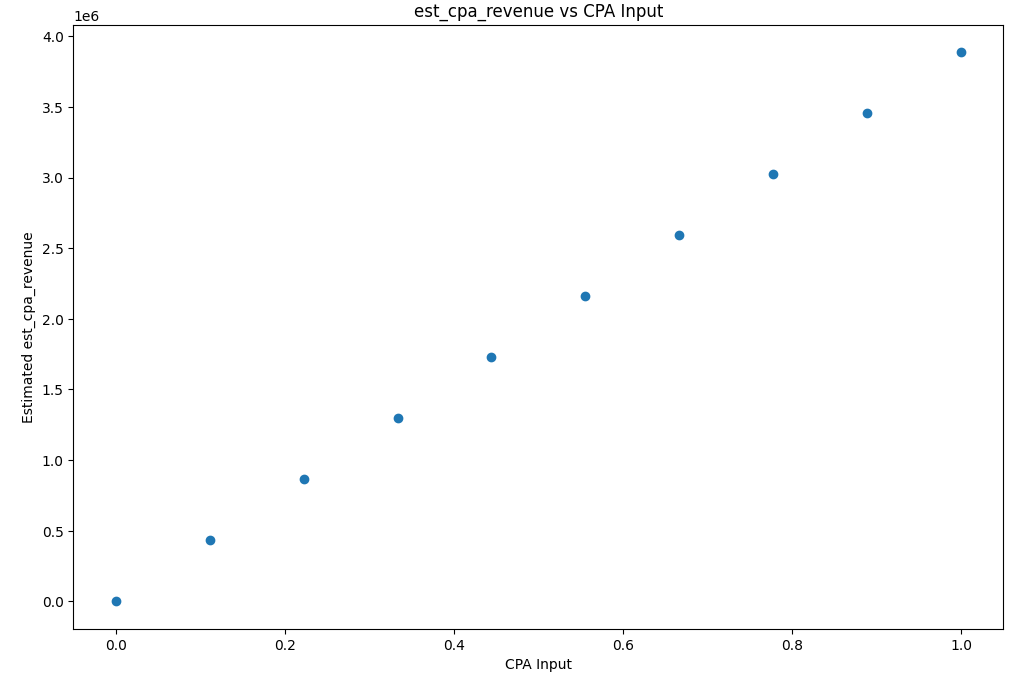 est_cpa_revenue vs CPA Input
1e6
4.0
3.5
3.0
2.5
2.0
1.5
1.0
0.5
0.0
Estimated est_cpa_revenue
0.0 0.2 0.4 0.6 0.8 1.0
CPA Input